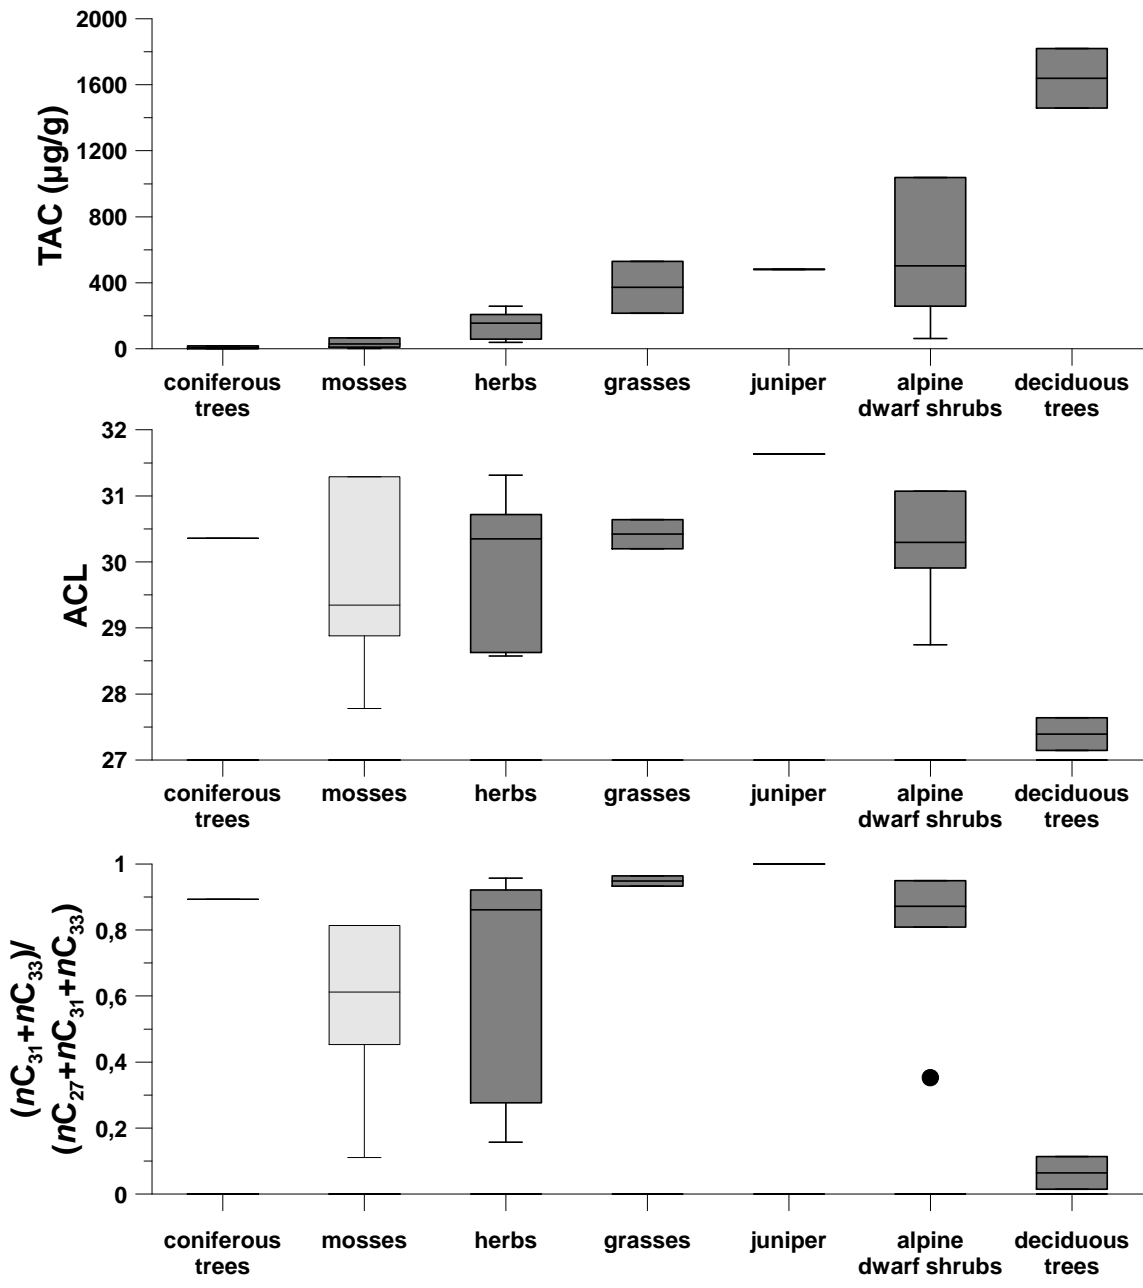 2000
1600
1200
800
400
0
TAC (µg/g)
coniferous mosses herbs grasses juniper alpine deciduous
trees dwarf shrubs trees
32
31
30
29
28
27
ACL
coniferous mosses herbs grasses juniper alpine deciduous
trees dwarf shrubs trees
1
0,8
0,6
0,4
0,2
0
(nC31+nC33)/
(nC27+nC31+nC33)
coniferous mosses herbs grasses juniper alpine deciduous
trees dwarf shrubs trees